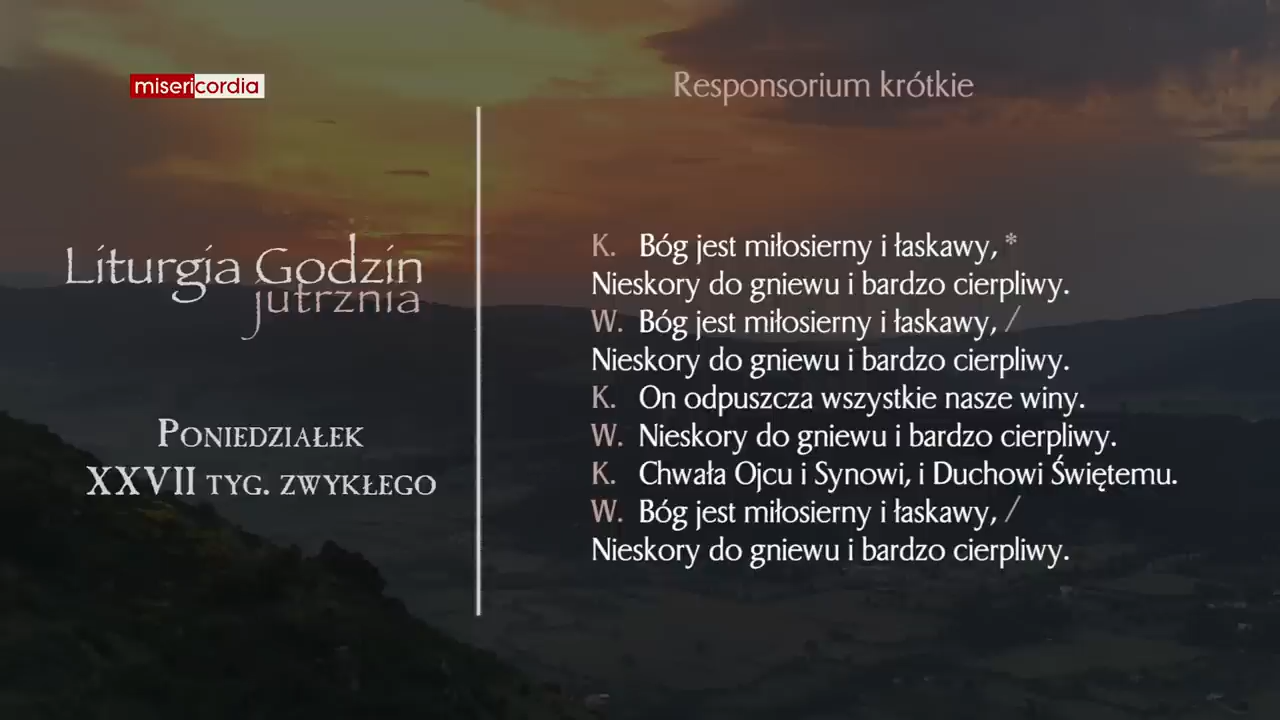 misericordia
Liturgia Godzin
jutrznia
Poniedziałek
XXVII tyg. zwykłego
Responsorium krótkie
K. Bóg jest miłosierny i łaskawy, *
Nieskory do gniewu i bardzo cierpliwy.
W. Bóg jest miłosierny i łaskawy, /
Nieskory do gniewu i bardzo cierpliwy.
K. On odpuszcza wszystkie nasze winy.
W. Nieskory do gniewu i bardzo cierpliwy.
K. Chwała Ojcu i Synowi, i Duchowi Świętemu.
W. Bóg jest miłosierny i łaskawy, /
Nieskory do gniewu i bardzo cierpliwy.